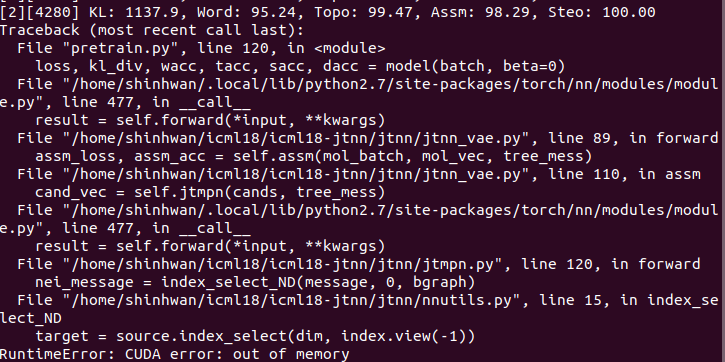 [2][4280] KL: 1137.9, Word: 95.24, Topo: 99.47, Assm: 98.29, Steo: 100.00
Traceback (most recent call last):
  File "pretrain.py", line 120, in <module>
    loss, kl_div, wacc, tacc, sacc, dacc = model(batch, beta=0)
  File "/home/shinhwan/.local/lib/python2.7/site-packages/torch/nn/modules/modul
e.py", line 477, in __call__
    result = self.forward(*input, **kwargs)
  File "/home/shinhwan/icml18/icml18-jtnn/jtnn/jtnn_vae.py", line 89, in forward
    assm_loss, assm_acc = self.assm(mol_batch, mol_vec, tree_mess)
  File "/home/shinhwan/icml18/icml18-jtnn/jtnn/jtnn_vae.py", line 110, in assm
    cand_vec = self.jtmpn(cands, tree_mess)
  File "/home/shinhwan/.local/lib/python2.7/site-packages/torch/nn/modules/modul
e.py", line 477, in __call__
    result = self.forward(*input, **kwargs)
  File "/home/shinhwan/icml18/icml18-jtnn/jtnn/jtmpn.py", line 120, in forward
    nei_message = index_select_ND(message, 0, bgraph)
  File "/home/shinhwan/icml18/icml18-jtnn/jtnn/nnutils.py", line 15, in index_se
lect_ND
    target = source.index_select(dim, index.view(-1))
RuntimeError: CUDA error: out of memory